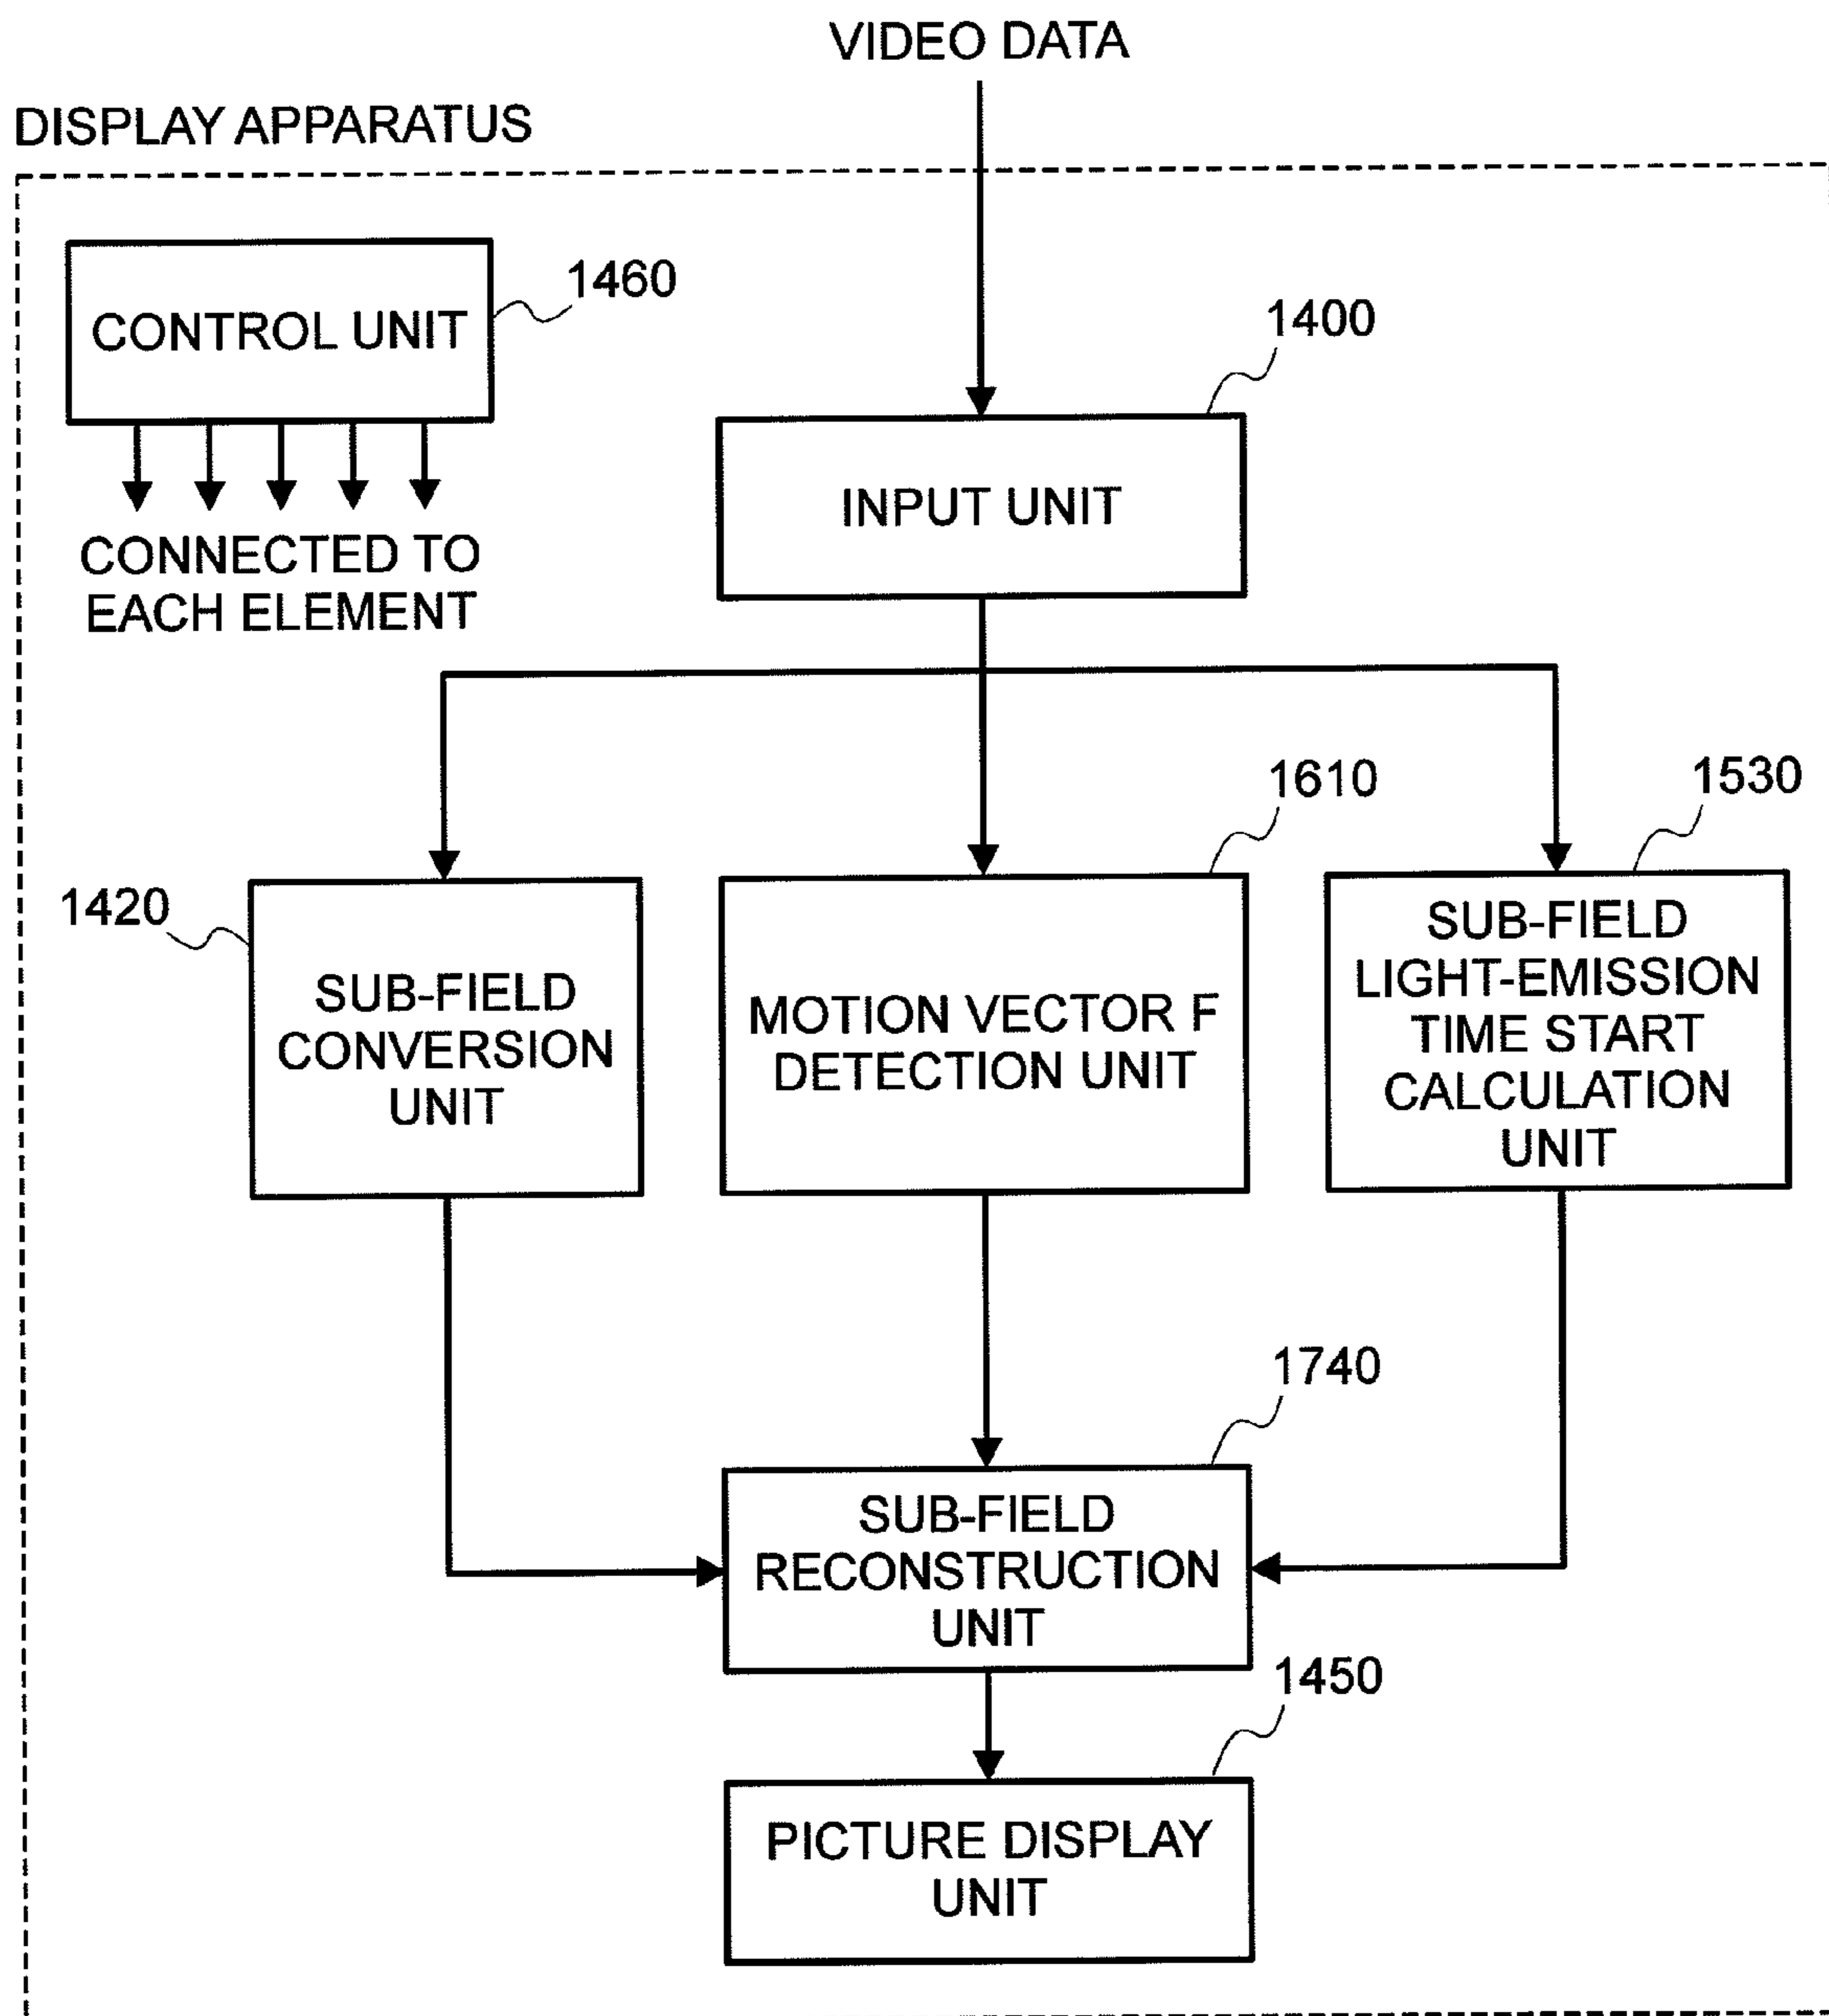 VIDEO DATA
DISPLAY APPARATUS
CONTROL UNIT
1460
1400
CONNECTED TO
EACH ELEMENT
INPUT UNIT
1610
1530
1420
SUB-FIELD
CONVERSION
UNIT
MOTION VECTOR F
DETECTION UNIT
SUB-FIELD
LIGHT-EMISSION
TIME START
CALCULATION
UNIT
1740
SUB-FIELD
RECONSTRUCTION
UNIT
1450
PICTURE DISPLAY
UNIT